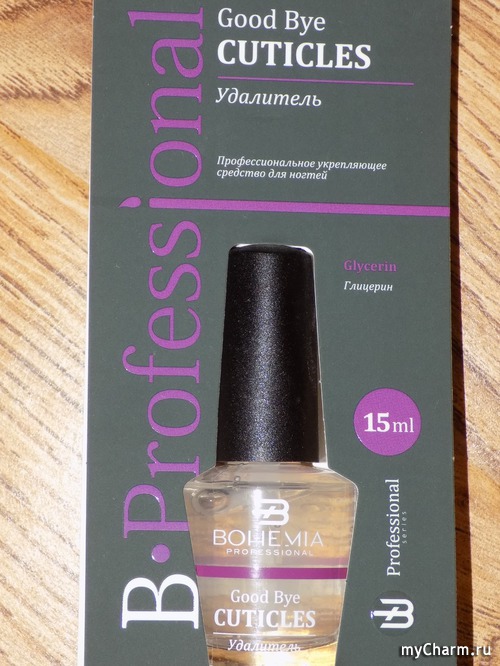 B·Professional
Good Bye
CUTICLES
Удалитель
Профессиональное укрепляющее
средство для ногтей
Glycerin
Глицерин
15ml
Professional
series
BOHEMIA
PROFESSIONAL
Good Bye
CUTICLES
Удалитель
myCharm.ru